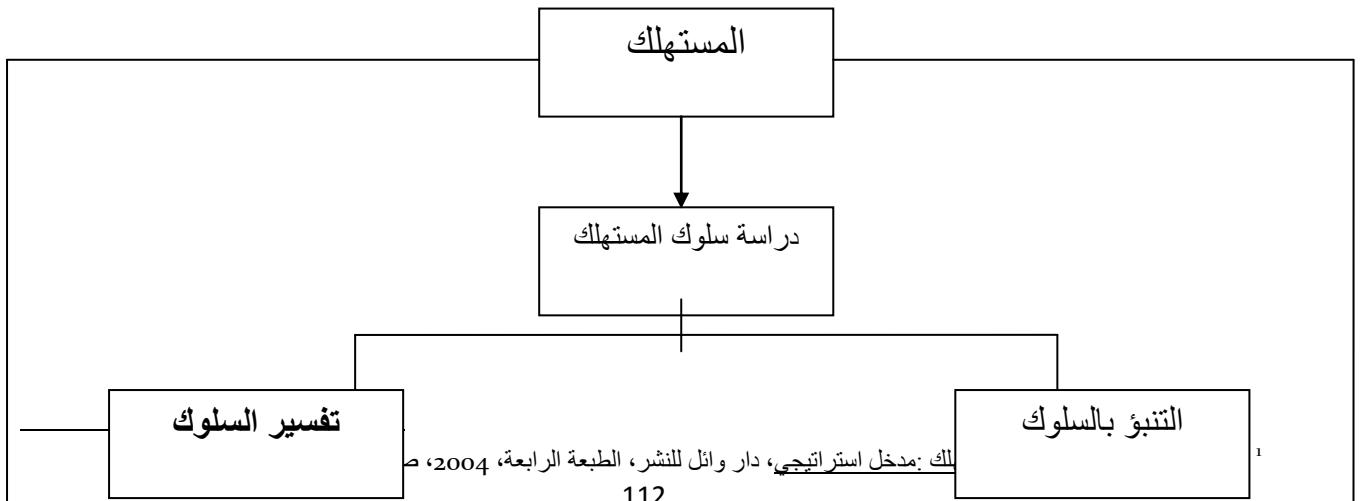 المستهلك
دراسة سلوك المستهلك
التنبؤ بالسلوك
تفسير السلوك
1 لك :مدخل استراتيجي، دار وائل للنشر، الطبعة الرابعة، 2004، ص
112